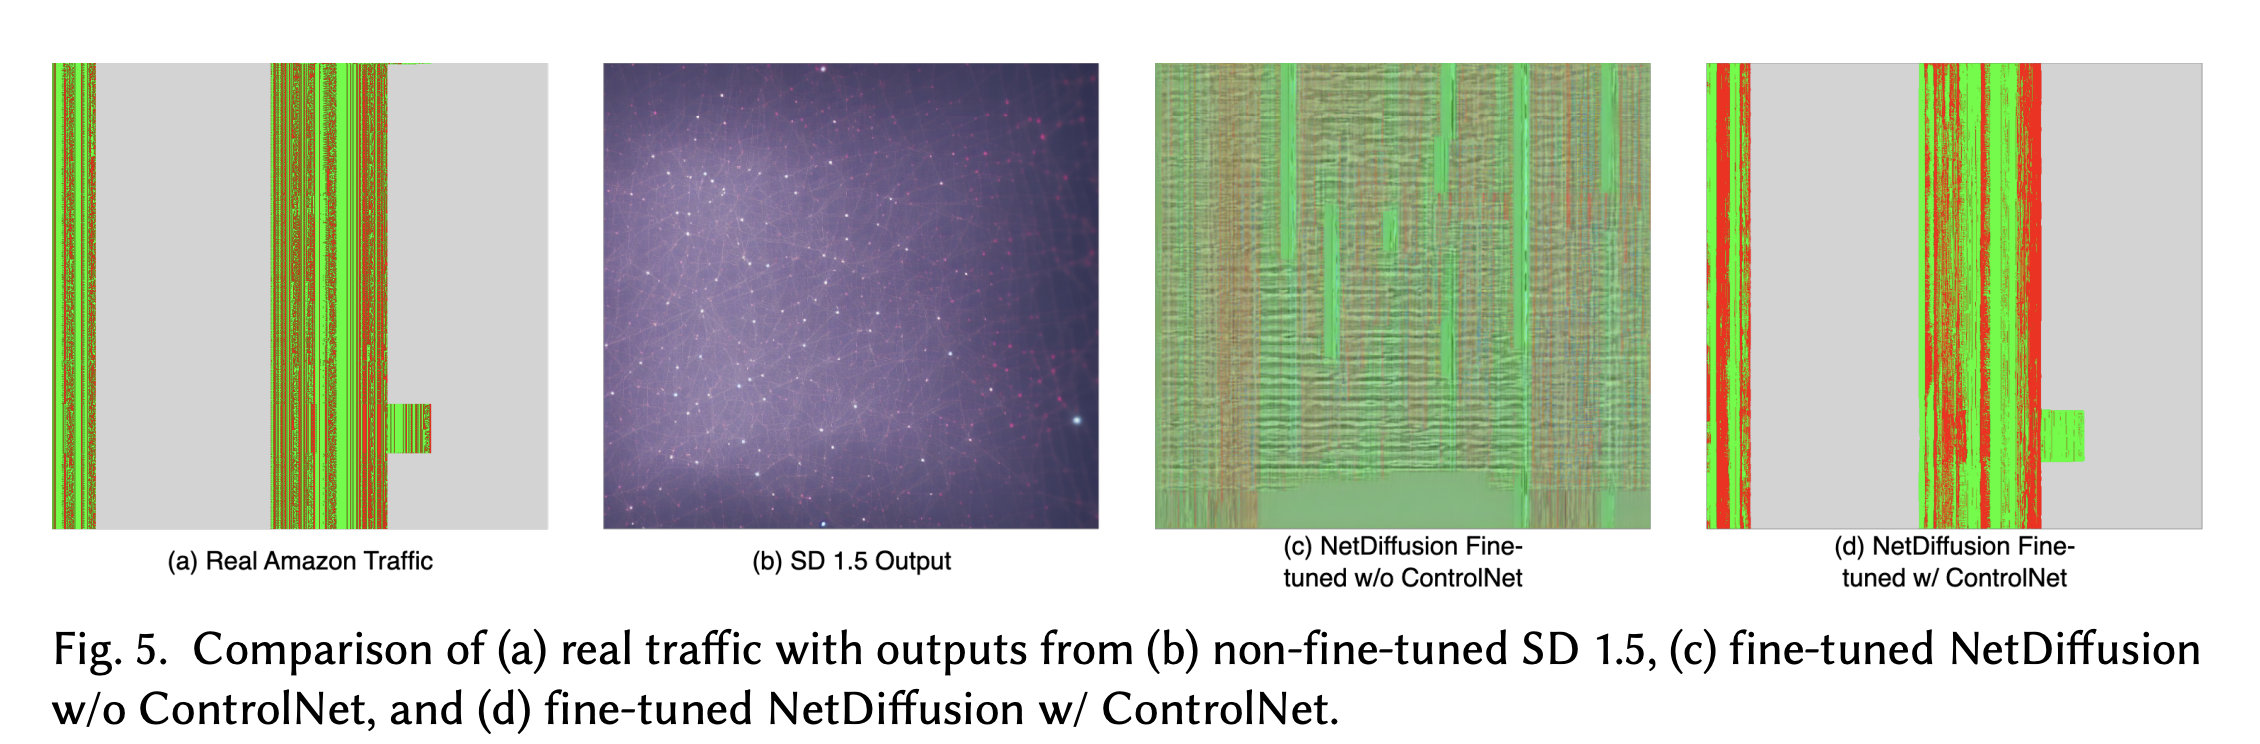 (a) Real Amazon Traffic
(b) SD 1.5 Output
(c) NetDiffusion Fine-
tuned w/o ControlNet
(d) NetDiffusion Fine-
tuned w/ ControlNet
Fig. 5. Comparison of (a) real traffic with outputs from (b) non-fine-tuned SD 1.5, (c) fine-tuned NetDiffusion
w/o ControlNet, and (d) fine-tuned NetDiffusion w/ ControlNet.